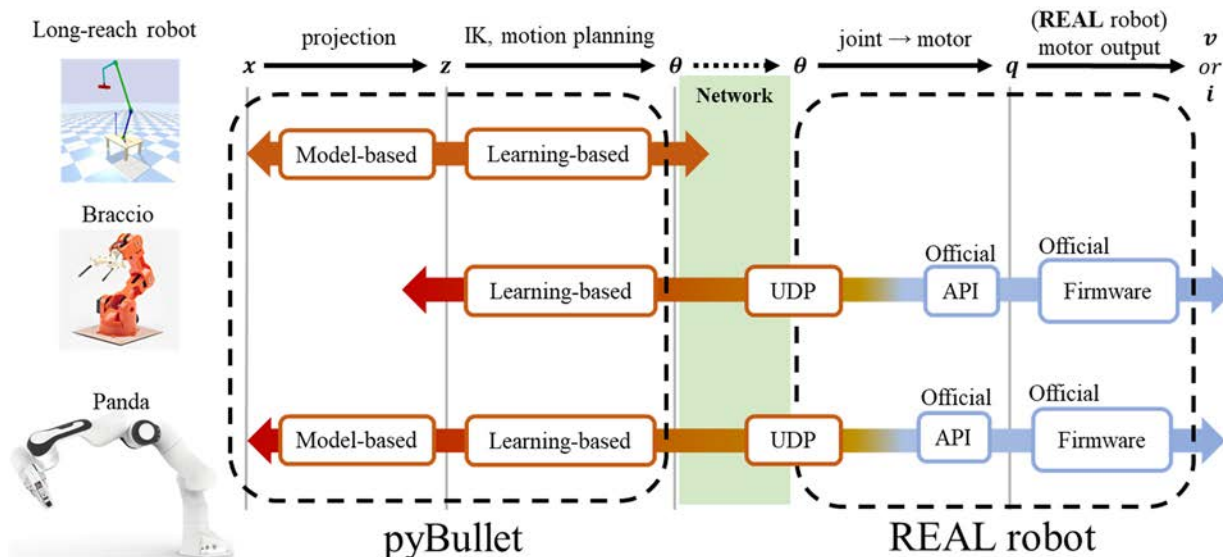 Long-reach robot
projection
IK, motion planning
joint → motor
(REAL robot)
motor output
x
z
θ
θ
q
v
or
i
Network
Model-based
Learning-based
Braccio
Learning-based
UDP
Official
API
Official
Firmware
Panda
Model-based
Learning-based
UDP
Official
API
Official
Firmware
pyBullet
REAL robot